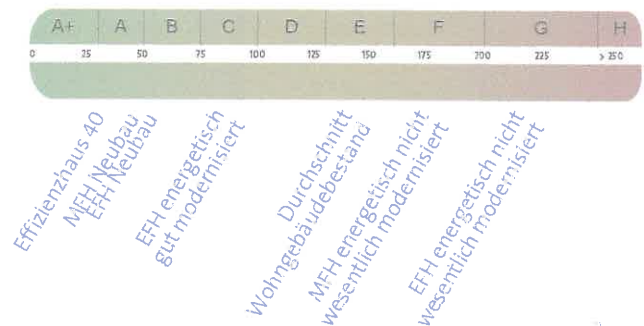 A+ A B C D E F G H
0 25 50 75 100 125 150 175 200 225 > 250
Effizienzhaus 40
MFH Neubau
EFH Neubau
EFH energetisch
gut modernisiert
Durchschnitt
Wohngebäudebestand
MFH energetisch nicht
wesentlich modernisiert
EFH energetisch nicht
wesentlich modernisiert